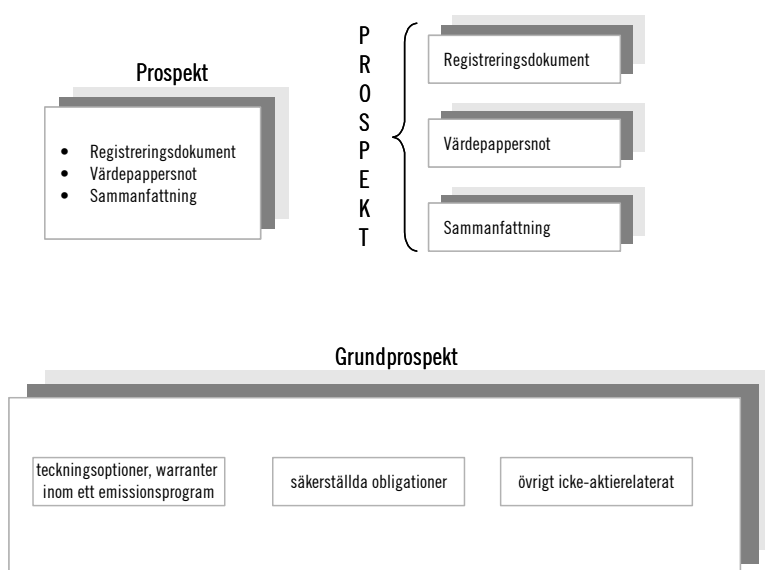 Prospekt
• Registreringsdokument
• Värdepappersnot
• Sammanfattning
P
R
O
S
P
E
K
T
Registreringsdokument
Värdepappersnot
Sammanfattning
Grundprospekt
teckningsoptioner, warranter
inom ett emissionsprogram
säkerställda obligationer
övrigt icke-aktierelaterat